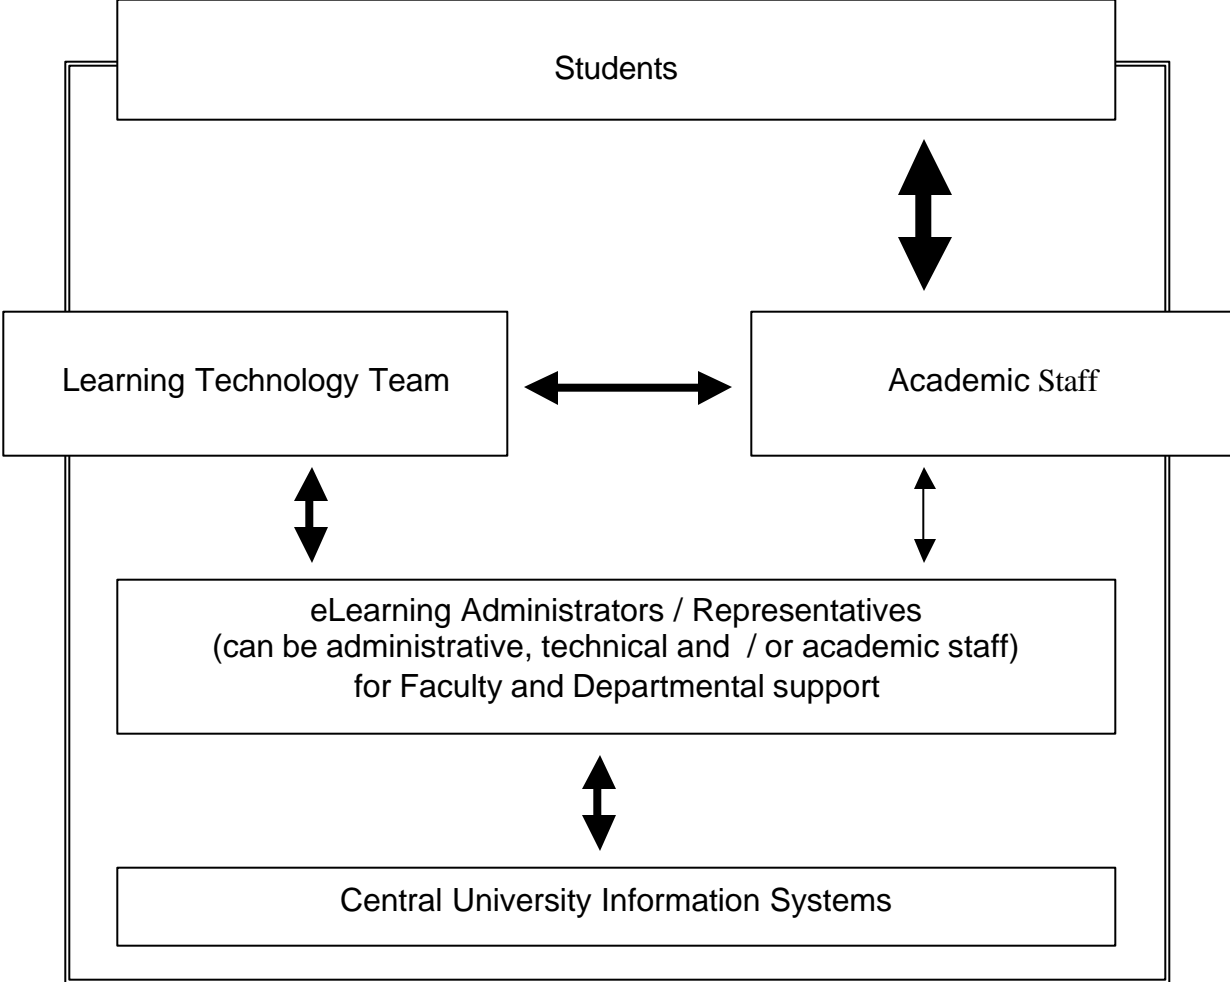 Students
Learning Technology Team
Academic Staff
eLearning Administrators / Representatives
(can be administrative, technical and / or academic staff)
for Faculty and Departmental support
Central University Information Systems